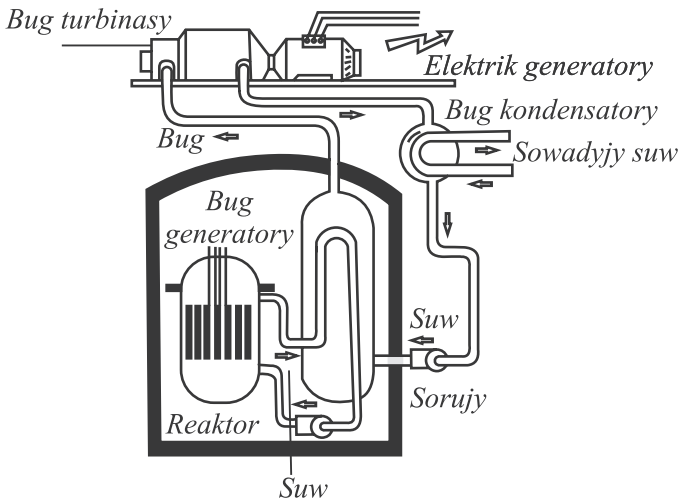 Bug turbinasy
Elektrik generatory
Bug kondensatory
Bug
Sowadyjy suw
Bug
generatory
Suw
Sorujy
Reaktor
Suw